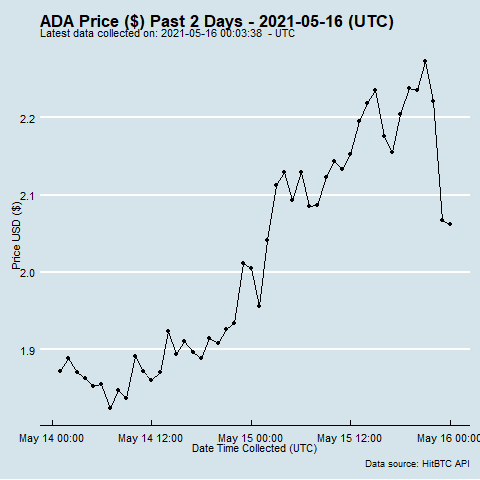 ADA Price ($) Past 2 Days - 2021-05-16 (UTC)
Latest data collected on: 2021-05-16 00:03:38 - UTC
Price USD ($)
2.2
2.1
2.0
1.9
May 14 00:00 May 14 12:00 May 15 00:00 May 15 12:00 May 16 00:00
Date Time Collected (UTC)
Data source: HitBTC API